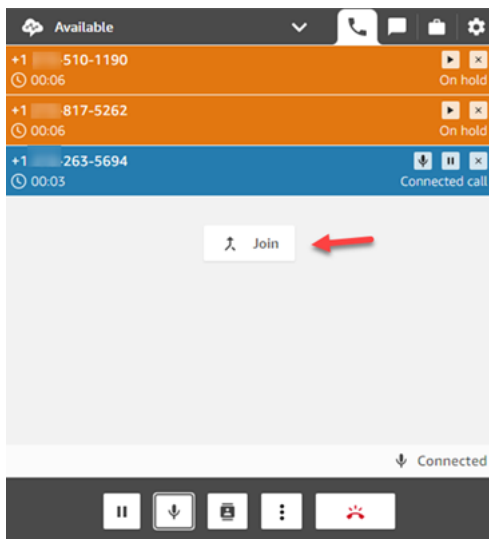 Available
+1 -510-1190
00:06
On hold
+1 -817-5262
00:06
On hold
+1 -263-5694
00:03
Connected call
Join
Connected